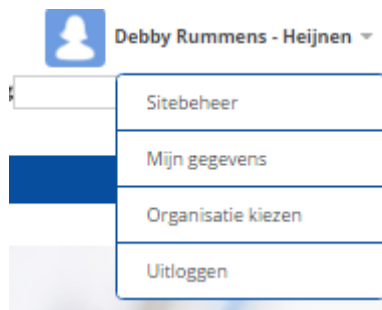 Debby Rummens - Heijnen
Sitebeheer
Mijn gegevens
Organisatie kiezen
Uitloggen